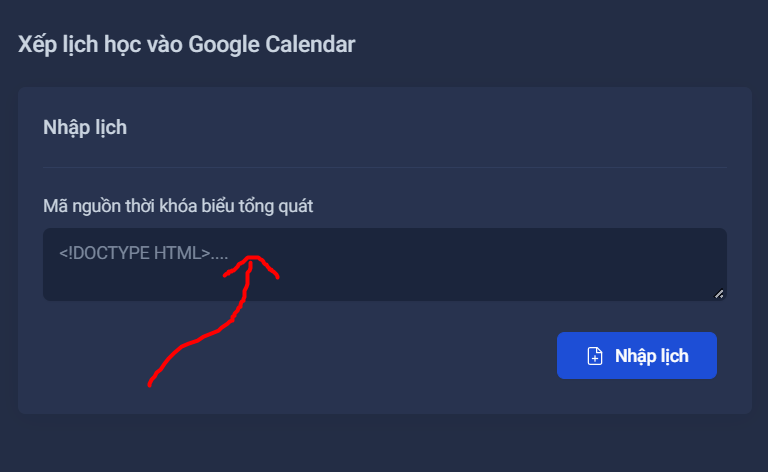 Xếp lịch học vào Google Calendar
Nhập lịch
Mã nguồn thời khóa biểu tổng quát
<!DOCTYPE HTML>....
Nhập lịch